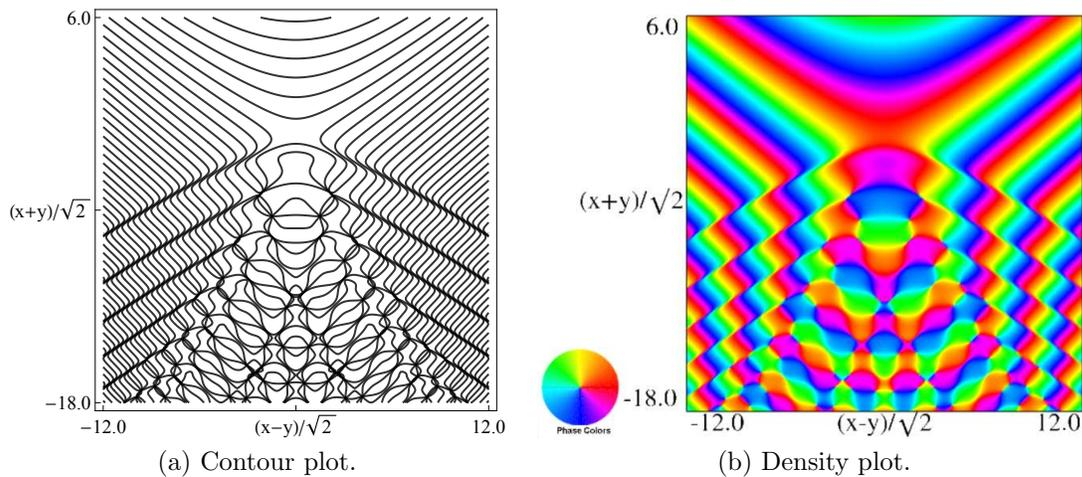 6.0
(x+y)/√2
−18.0
−12.0
(x−y)/√2
12.0
(a) Contour plot.
6.0
(x+y)/√2
Phase Colors
-18.0
-12.0
(x-y)/√2
12.0
(b) Density plot.